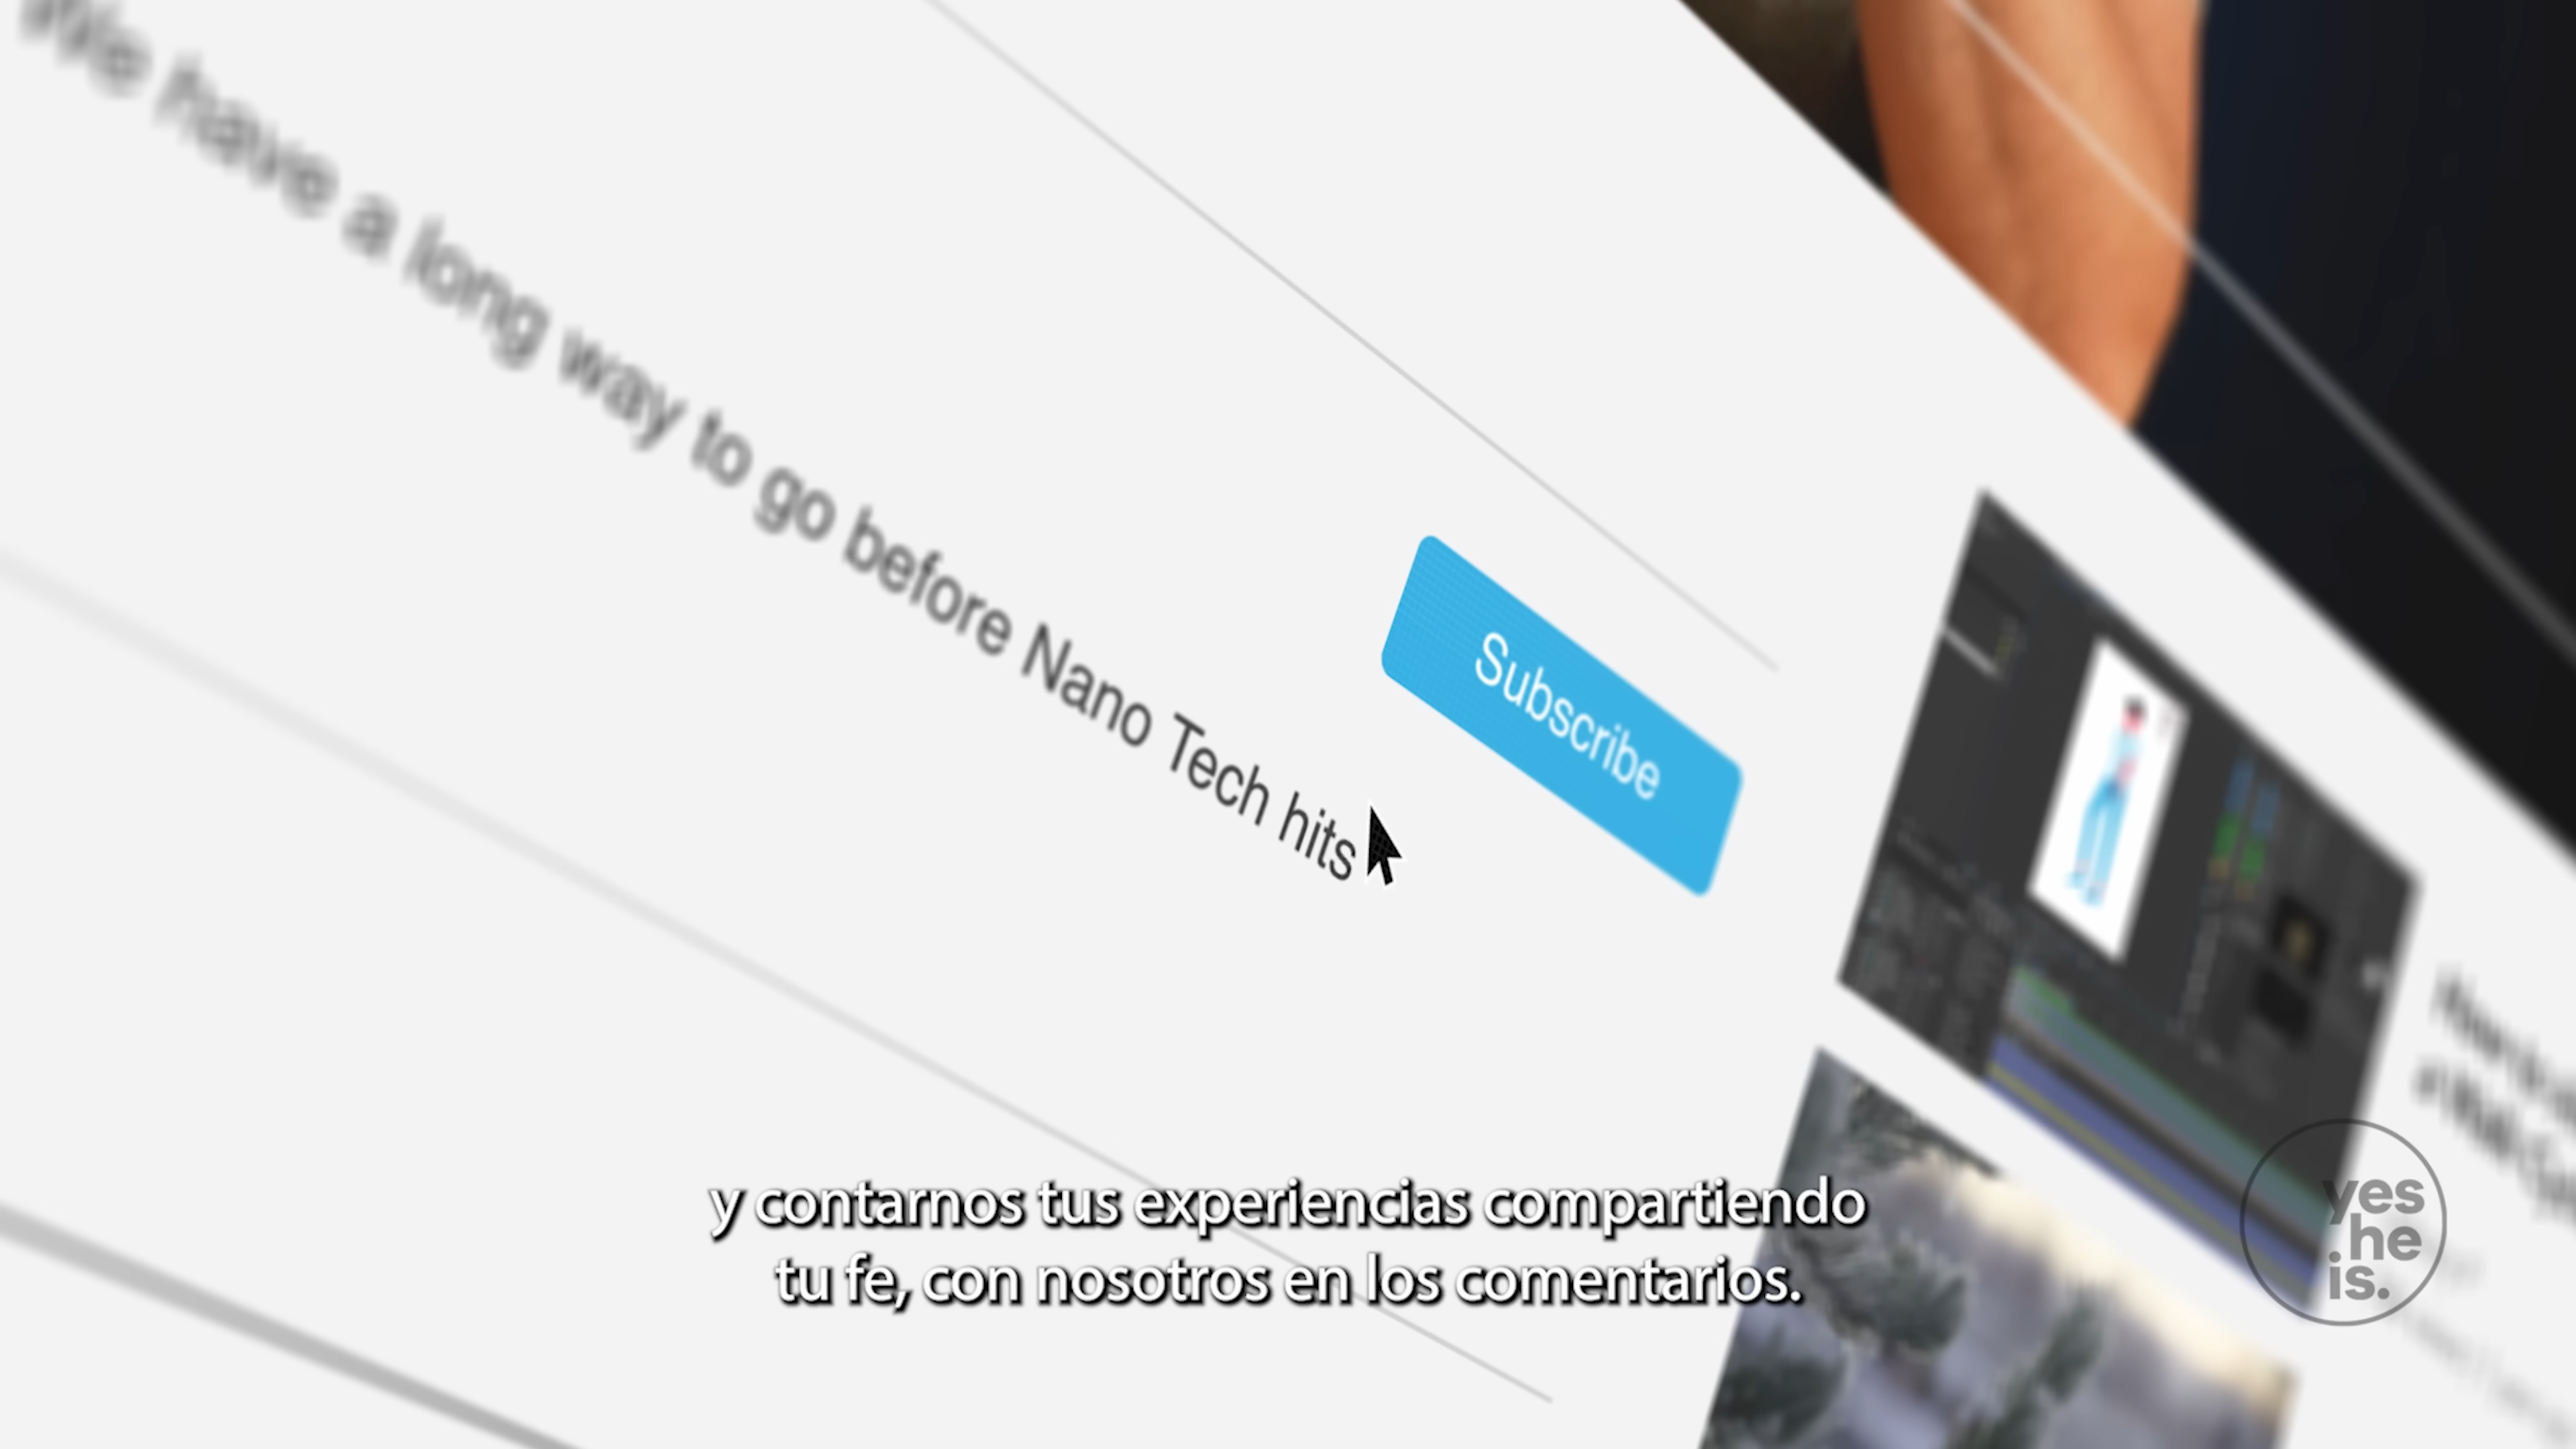 We have a long way to go before Nano Tech hits
Subscribe
y contarnos tus experiencias compartiendo
tu fe, con nosotros en los comentarios.
yes
.he
is.